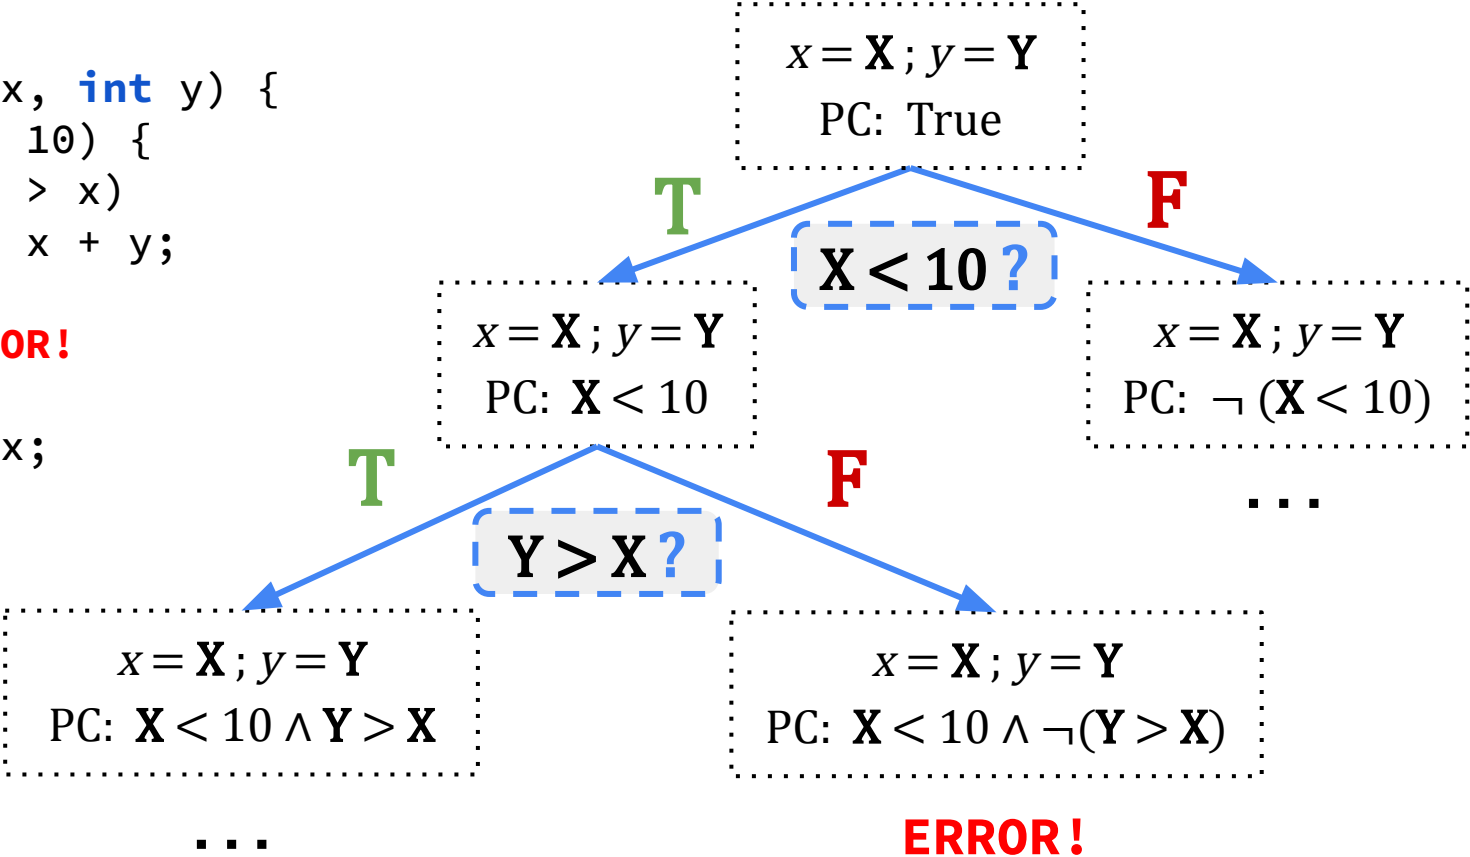 x, int y) {
10) {
> x)
x + y;
OR!
x;
x = X ; y = Y
PC: True
T
F
X < 10 ?
x = X ; y = Y
PC: X < 10
x = X ; y = Y
PC: ¬ (X < 10)
T
F
...
Y > X ?
x = X ; y = Y
PC: X < 10 ∧ Y > X
x = X ; y = Y
PC: X < 10 ∧ ¬(Y > X)
...
ERROR!